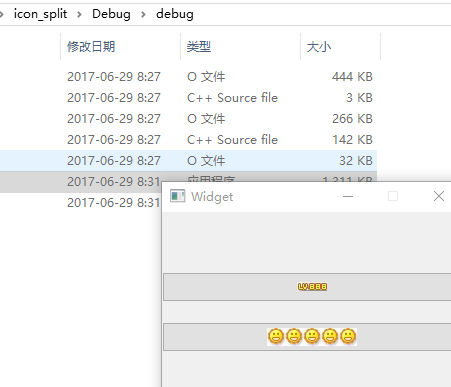 icon_split > Debug > debug
修改日期 类型 大小
2017-06-29 8:27 O 文件 444 KB
2017-06-29 8:27 C++ Source file 3 KB
2017-06-29 8:27 O 文件 266 KB
2017-06-29 8:27 C++ Source file 142 KB
2017-06-29 8:27 O 文件 32 KB
2017-06-29 8:31 应用程序 1,311 KB
2017-06-29 8:31
Widget